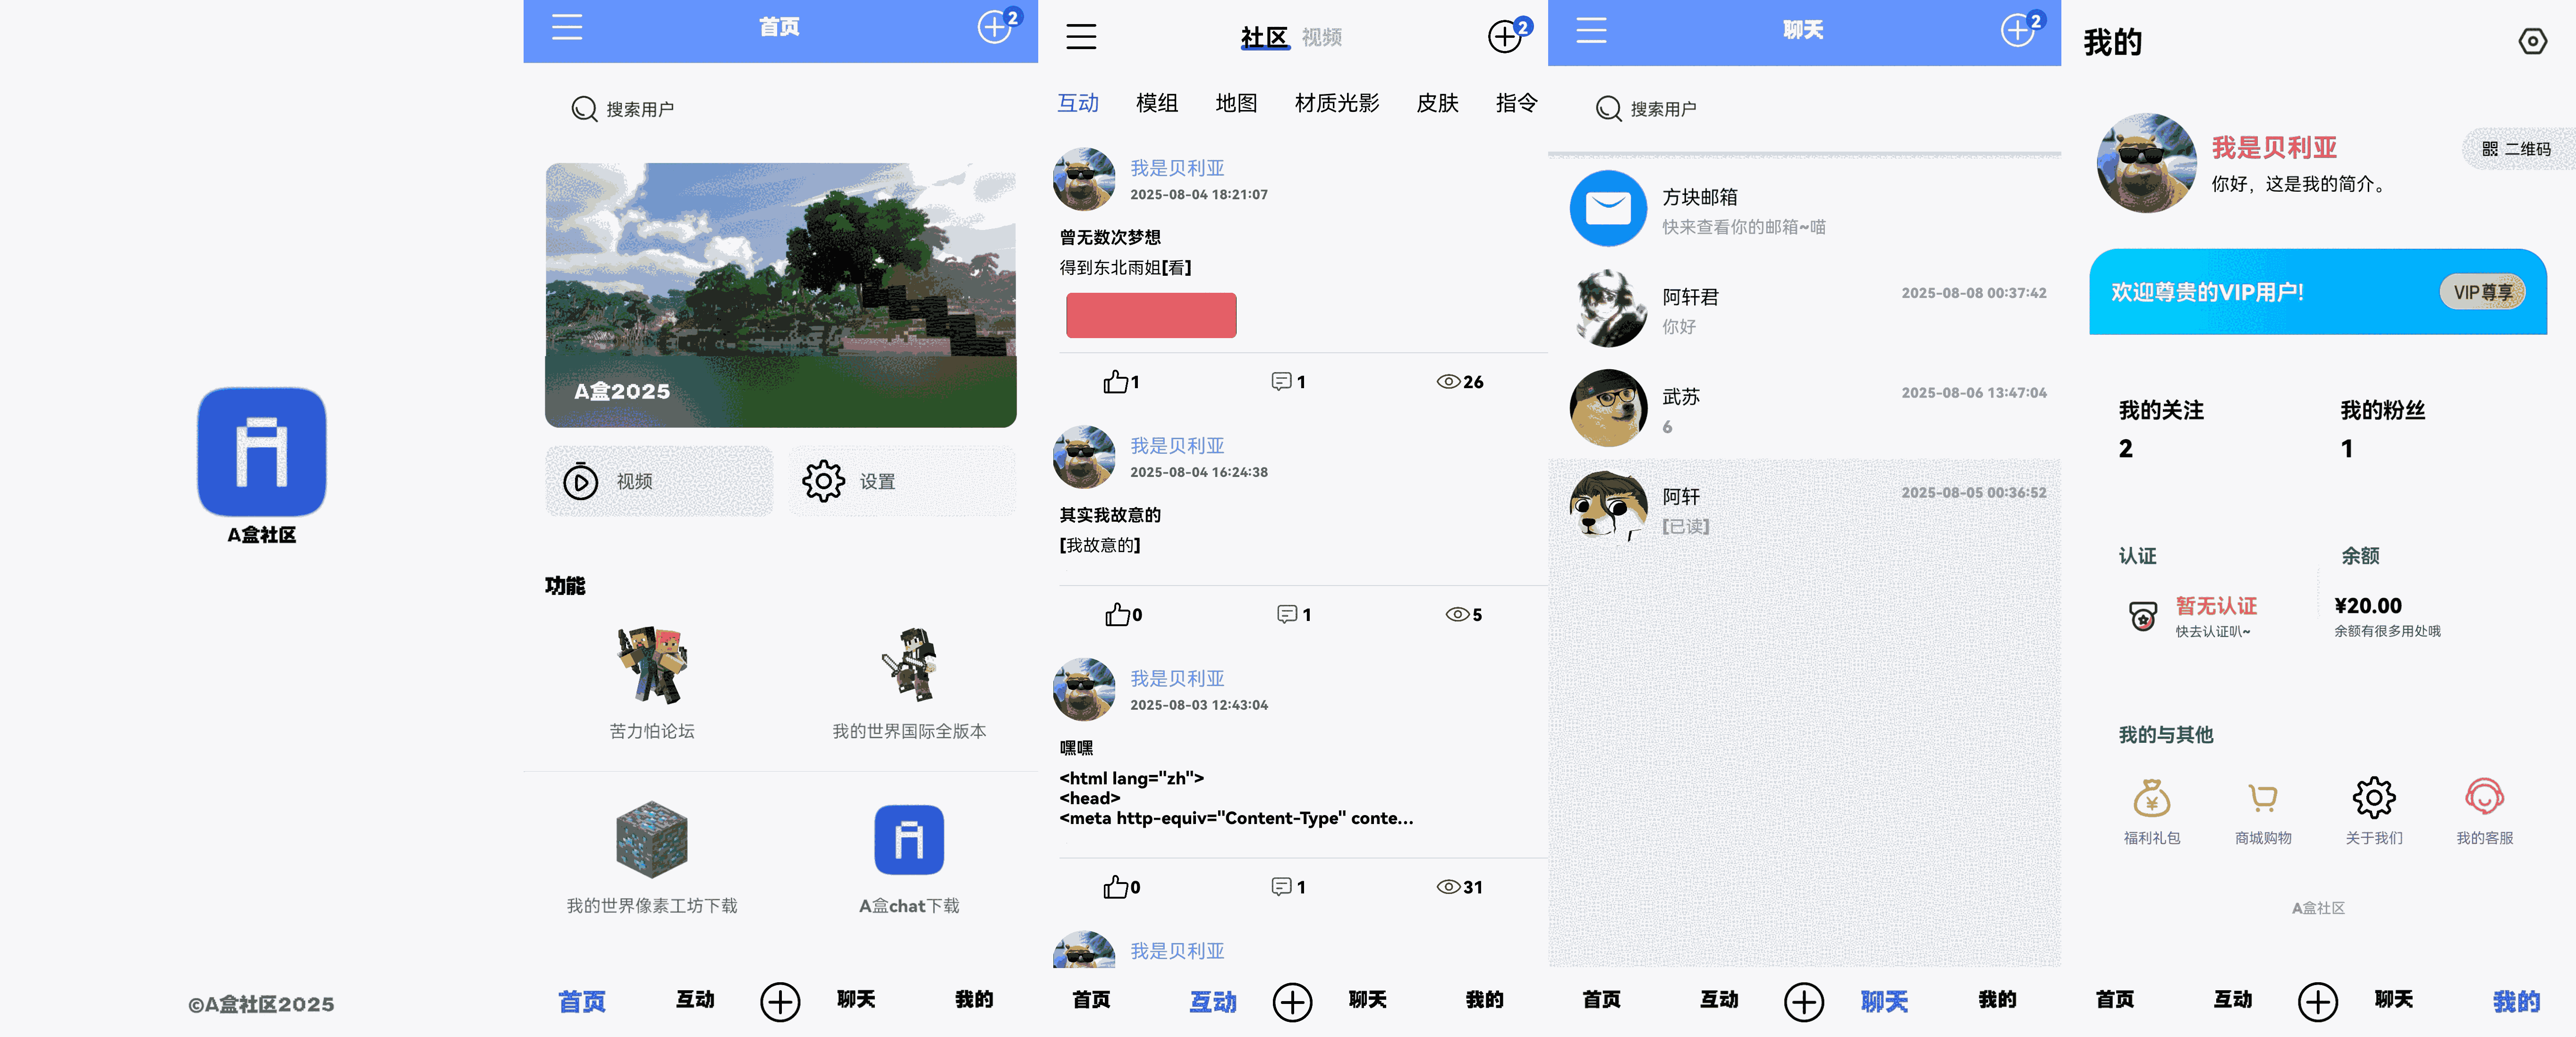 A盒社区
©A盒社区2025
首页
2
搜索用户
A盒2025
视频
设置
功能
苦力怕论坛
我的世界国际全版本
我的世界像素工坊下载
A盒chat下载
首页
互动
聊天
我的
社区 视频
2
互动 模组 地图 材质光影 皮肤 指令
我是贝利亚
2025-08-04 18:21:07
曾无数次梦想
得到东北雨姐[看]
1
1
26
我是贝利亚
2025-08-04 16:24:38
其实我故意的
[我故意的]
0
1
5
我是贝利亚
2025-08-03 12:43:04
嘿嘿
<html lang="zh">
<head>
<meta http-equiv="Content-Type" conte...
0
1
31
我是贝利亚
首页
互动
聊天
我的
聊天
2
搜索用户
方块邮箱
快来查看你的邮箱~喵
阿轩君
2025-08-08 00:37:42
你好
武苏
2025-08-06 13:47:04
6
阿轩
2025-08-05 00:36:52
[已读]
首页
互动
聊天
我的
我的
我是贝利亚
二维码
你好，这是我的简介。
欢迎尊贵的VIP用户!
VIP尊享
我的关注
我的粉丝
2
1
认证
余额
暂无认证
¥20.00
快去认证叭~
余额有很多用处哦
我的与其他
福利礼包
商城购物
关于我们
我的客服
A盒社区
首页
互动
聊天
我的